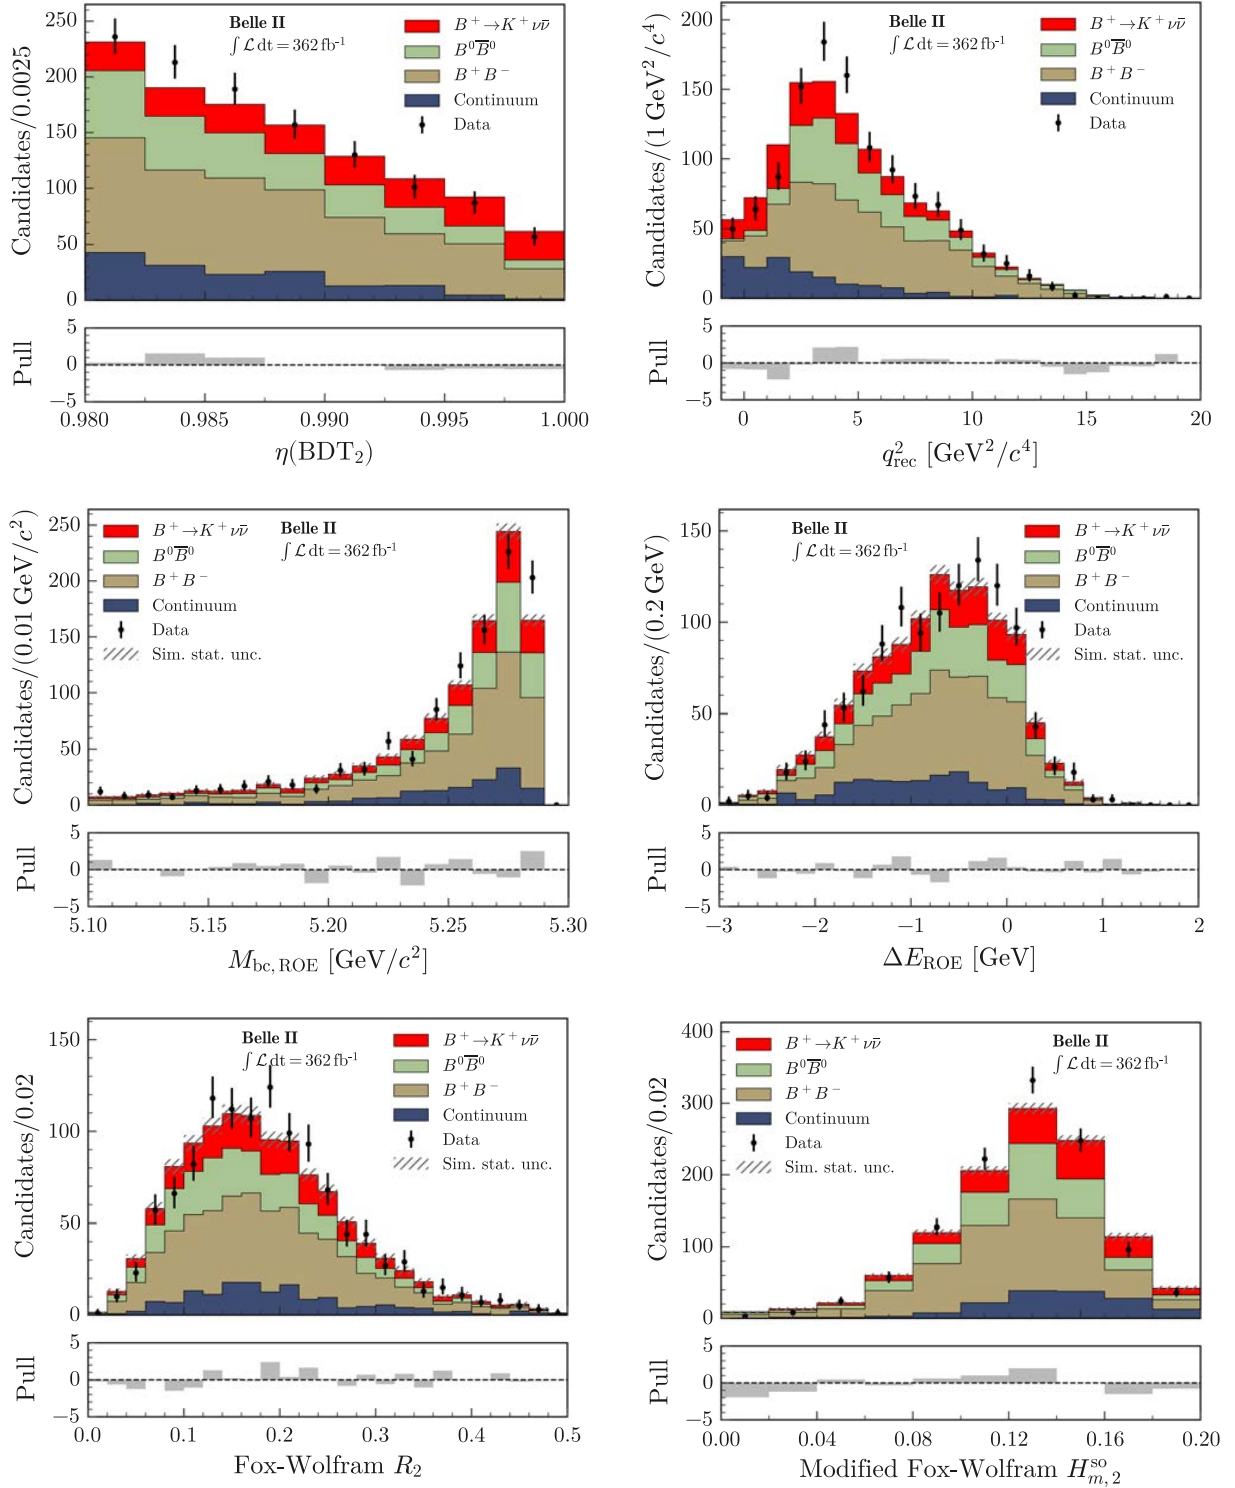 Belle II
∫ℒ dt = 362 fb⁻¹
B⁺→K⁺νν̄
B⁰B̄⁰
B⁺B⁻
Continuum
Data
Candidates/0.0025
250
200
150
100
50
0
Pull
5
0
−5
0.980 0.985 0.990 0.995 1.000
η(BDT₂)
Belle II
∫ℒ dt = 362 fb⁻¹
B⁺→K⁺νν̄
B⁰B̄⁰
B⁺B⁻
Continuum
Data
Candidates/(1 GeV²/c⁴)
200
150
100
50
0
Pull
5
0
−5
0 5 10 15 20
q²rec [GeV²/c⁴]
Belle II
∫ℒ dt = 362 fb⁻¹
B⁺→K⁺νν̄
B⁰B̄⁰
B⁺B⁻
Continuum
Data
Sim. stat. unc.
Candidates/(0.01 GeV/c²)
250
200
150
100
50
0
Pull
5
0
−5
5.10 5.15 5.20 5.25 5.30
M_bc, ROE [GeV/c²]
Belle II
∫ℒ dt = 362 fb⁻¹
B⁺→K⁺νν̄
B⁰B̄⁰
B⁺B⁻
Continuum
Data
Sim. stat. unc.
Candidates/(0.2 GeV)
150
100
50
0
Pull
5
0
−5
−3 −2 −1 0 1 2
ΔE_ROE [GeV]
Belle II
∫ℒ dt = 362 fb⁻¹
B⁺→K⁺νν̄
B⁰B̄⁰
B⁺B⁻
Continuum
Data
Sim. stat. unc.
Candidates/0.02
150
100
50
0
Pull
5
0
−5
0.0 0.1 0.2 0.3 0.4 0.5
Fox-Wolfram R₂
Belle II
∫ℒ dt = 362 fb⁻¹
B⁺→K⁺νν̄
B⁰B̄⁰
B⁺B⁻
Continuum
Data
Sim. stat. unc.
Candidates/0.02
400
300
200
100
0
Pull
5
0
−5
0.00 0.04 0.08 0.12 0.16 0.20
Modified Fox-Wolfram H^so_m, 2